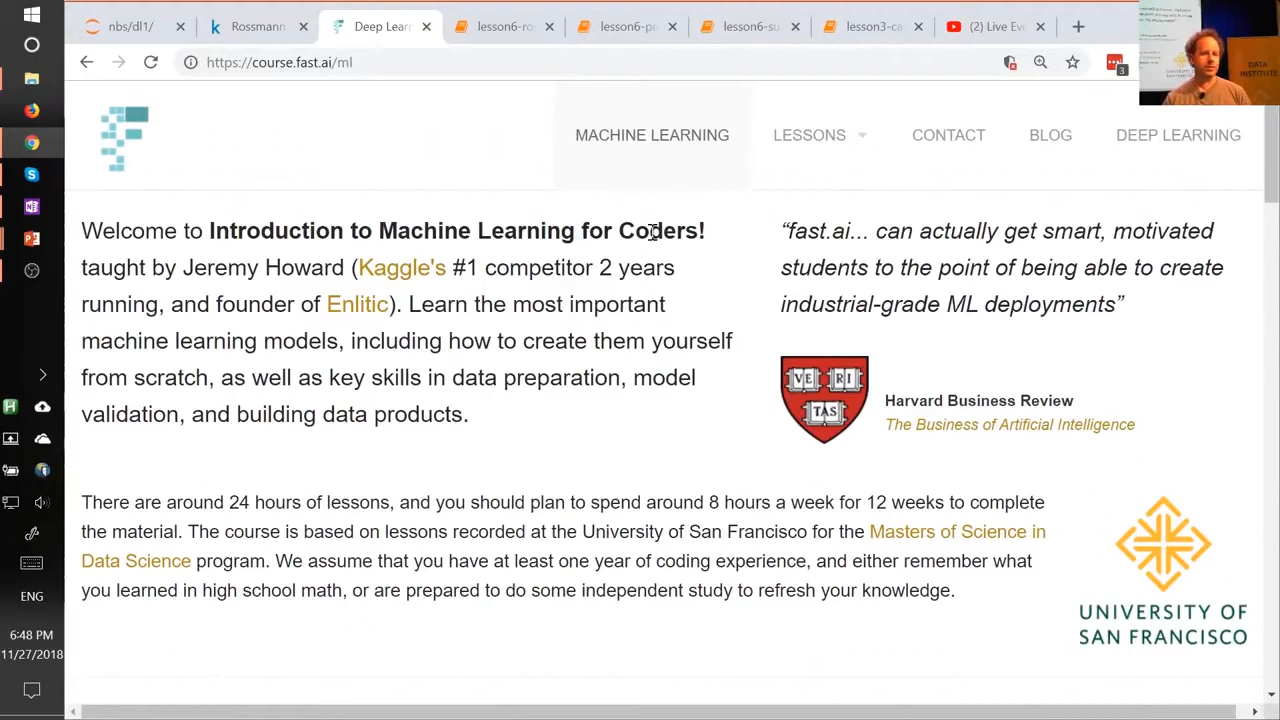 nbs/dl1/
Rossmann
Deep Lear
lesson6-su
(2) Live Eve
https://course.fast.ai/ml
3
DATA
INSTITUTE
MACHINE LEARNING
LESSONS
CONTACT
BLOG
DEEP LEARNING
Welcome to Introduction to Machine Learning for Coders!
taught by Jeremy Howard (Kaggle's #1 competitor 2 years
running, and founder of Enlitic). Learn the most important
machine learning models, including how to create them yourself
from scratch, as well as key skills in data preparation, model
validation, and building data products.
“fast.ai... can actually get smart, motivated
students to the point of being able to create
industrial-grade ML deployments”
VE RI
TAS
Harvard Business Review
The Business of Artificial Intelligence
There are around 24 hours of lessons, and you should plan to spend around 8 hours a week for 12 weeks to complete
the material. The course is based on lessons recorded at the University of San Francisco for the Masters of Science in
Data Science program. We assume that you have at least one year of coding experience, and either remember what
you learned in high school math, or are prepared to do some independent study to refresh your knowledge.
UNIVERSITY OF
SAN FRANCISCO
ENG
6:48 PM
11/27/2018